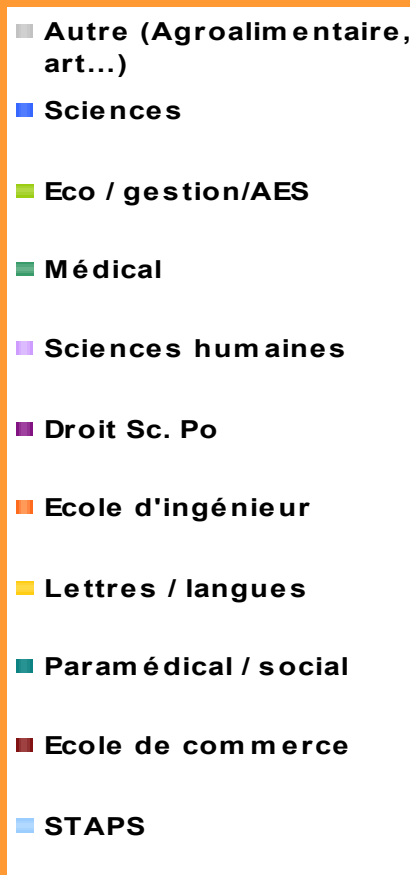 Autre (Agroalimentaire,
art...)
Sciences
Eco / gestion/AES
Médical
Sciences humaines
Droit Sc. Po
Ecole d'ingénieur
Lettres / langues
Paramédical / social
Ecole de commerce
STAPS